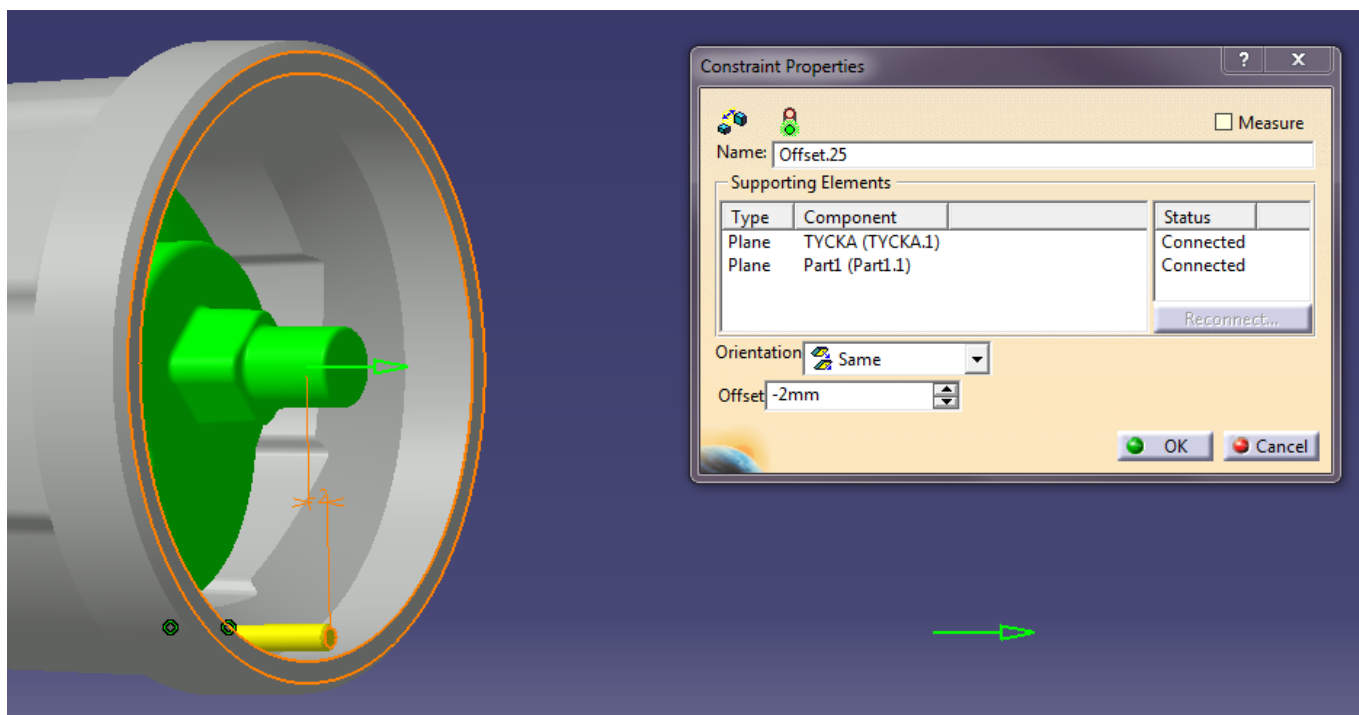 Constraint Properties
? X
Measure
Name: Offset.25
Supporting Elements
Type Component Status
Plane TYCKA (TYCKA.1) Connected
Plane Part1 (Part1.1) Connected
Reconnect...
Orientation Same
Offset -2mm
OK Cancel